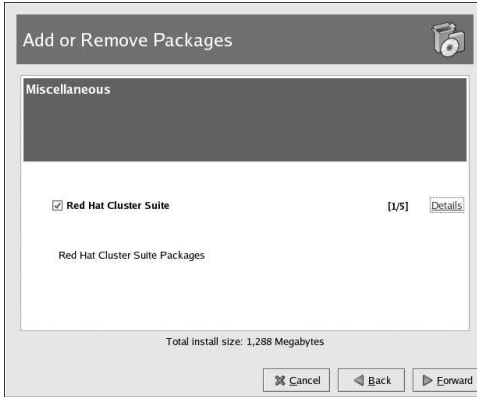 Add or Remove Packages
Miscellaneous
Red Hat Cluster Suite [1/5] Details
Red Hat Cluster Suite Packages
Total install size: 1,288 Megabytes
Cancel Back Forward